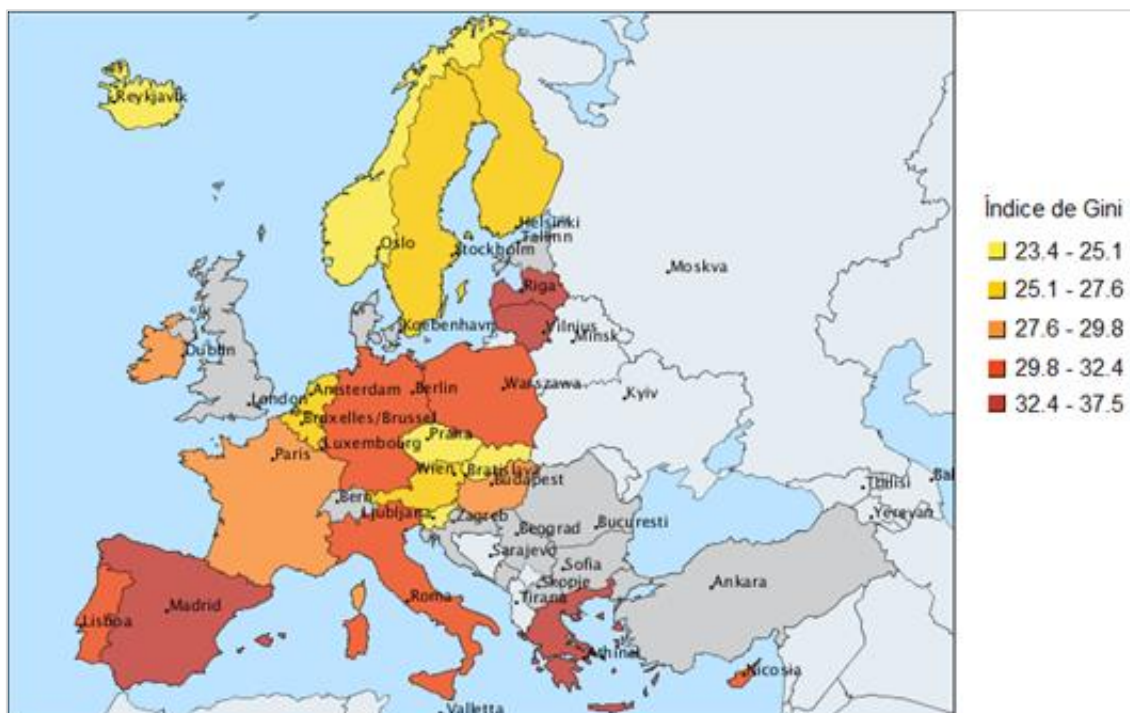 Reykjavik
Helsinki
Oslo
Talinn
Stockholm
Moskva
Riga
Koebenhavn
Vilnius
Minsk
Dublin
Amsterdam
Berlin
Warszawa
London
Kyiv
Bruxelles/Brussel
Praha
Luxembourg
Paris
Wien
Bratislava
Budapest
Tbilisi
Bern
Ljubljana
Zagreb
Yerevan
Beograd
Bucuresti
Sarajevo
Sofia
Skopje
Ankara
Tirana
Roma
Madrid
Lisboa
Nicosia
Valletta
Índice de Gini
23.4 - 25.1
25.1 - 27.6
27.6 - 29.8
29.8 - 32.4
32.4 - 37.5